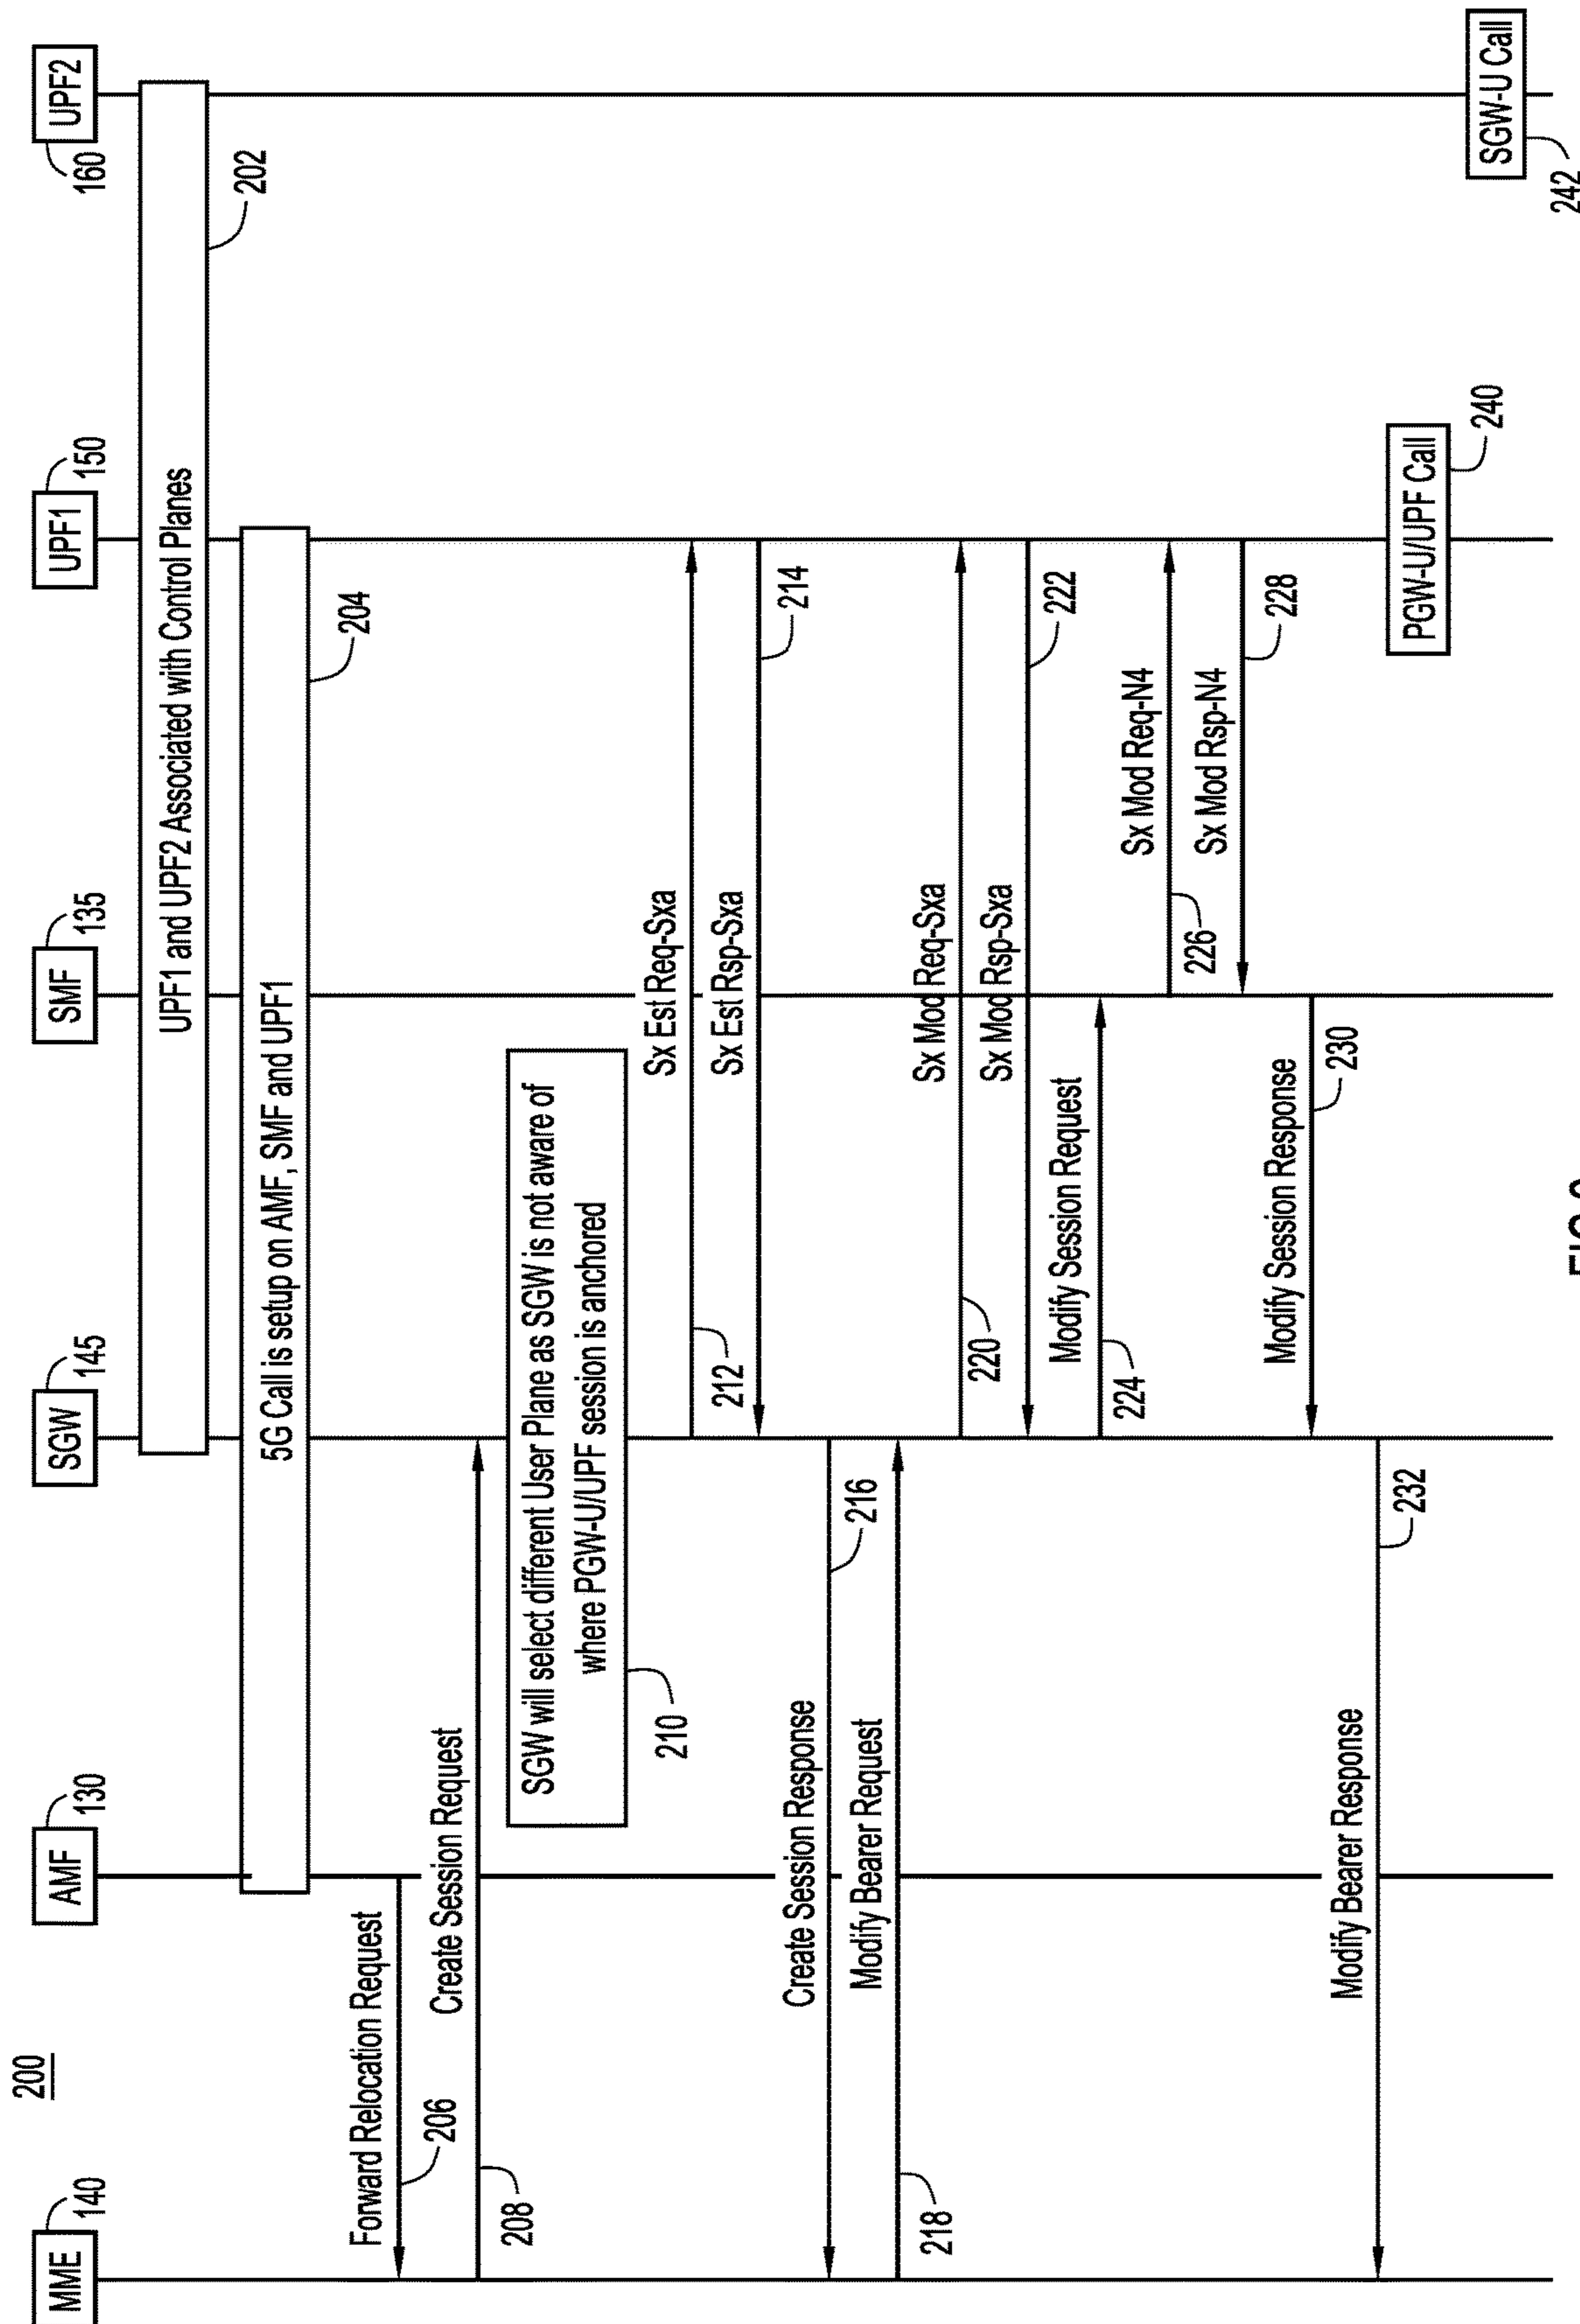 200
MME
140
AMF
130
SGW
145
SMF
135
UPF1
150
UPF2
160
UPF1 and UPF2 Associated with Control Planes
202
5G Call is setup on AMF, SMF and UPF1
204
Forward Relocation Request
206
Create Session Request
208
SGW will select different User Plane as SGW is not aware of
where PGW-U/UPF session is anchored
210
Sx Est Req-Sxa
212
Sx Est Rsp-Sxa
214
Create Session Response
216
Modify Bearer Request
218
Sx Mod Req-Sxa
220
Sx Mod Rsp-Sxa
222
Modify Session Request
224
Sx Mod Req-N4
226
Sx Mod Rsp-N4
228
Modify Session Response
230
Modify Bearer Response
232
PGW-U/UPF Call
240
SGW-U Call
242